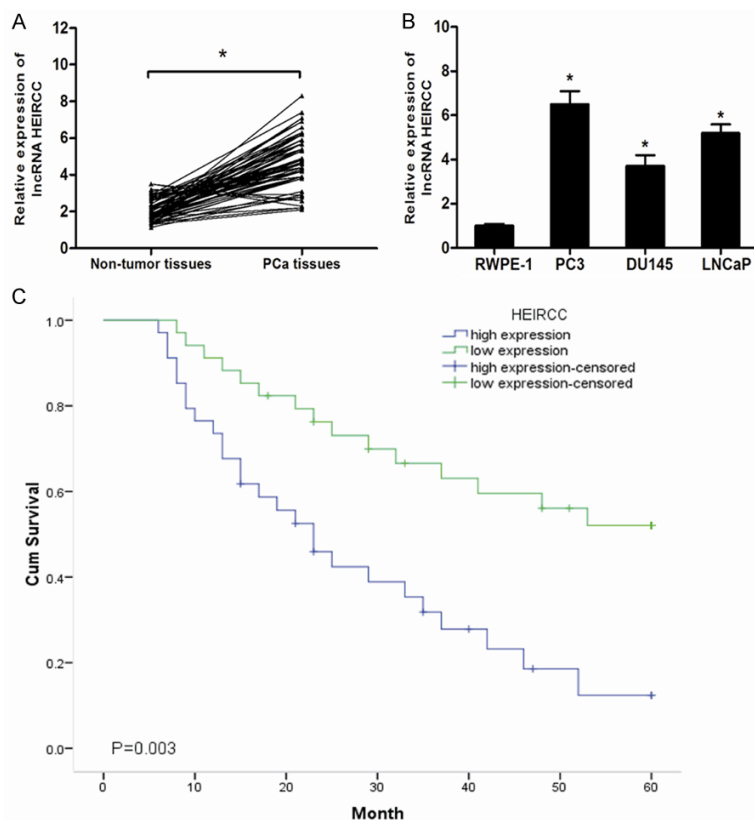 A
Relative expression of
lncRNA HEIRCC
12
10
8
6
4
2
0
*
Non-tumor tissues
PCa tissues
B
Relative expression of
lncRNA HEIRCC
10
8
6
4
2
0
*
*
*
RWPE-1
PC3
DU145
LNCaP
C
Cum Survival
1.0
0.8
0.6
0.4
0.2
0.0
HEIRCC
high expression
low expression
high expression-censored
low expression-censored
P=0.003
0
10
20
30
40
50
60
Month